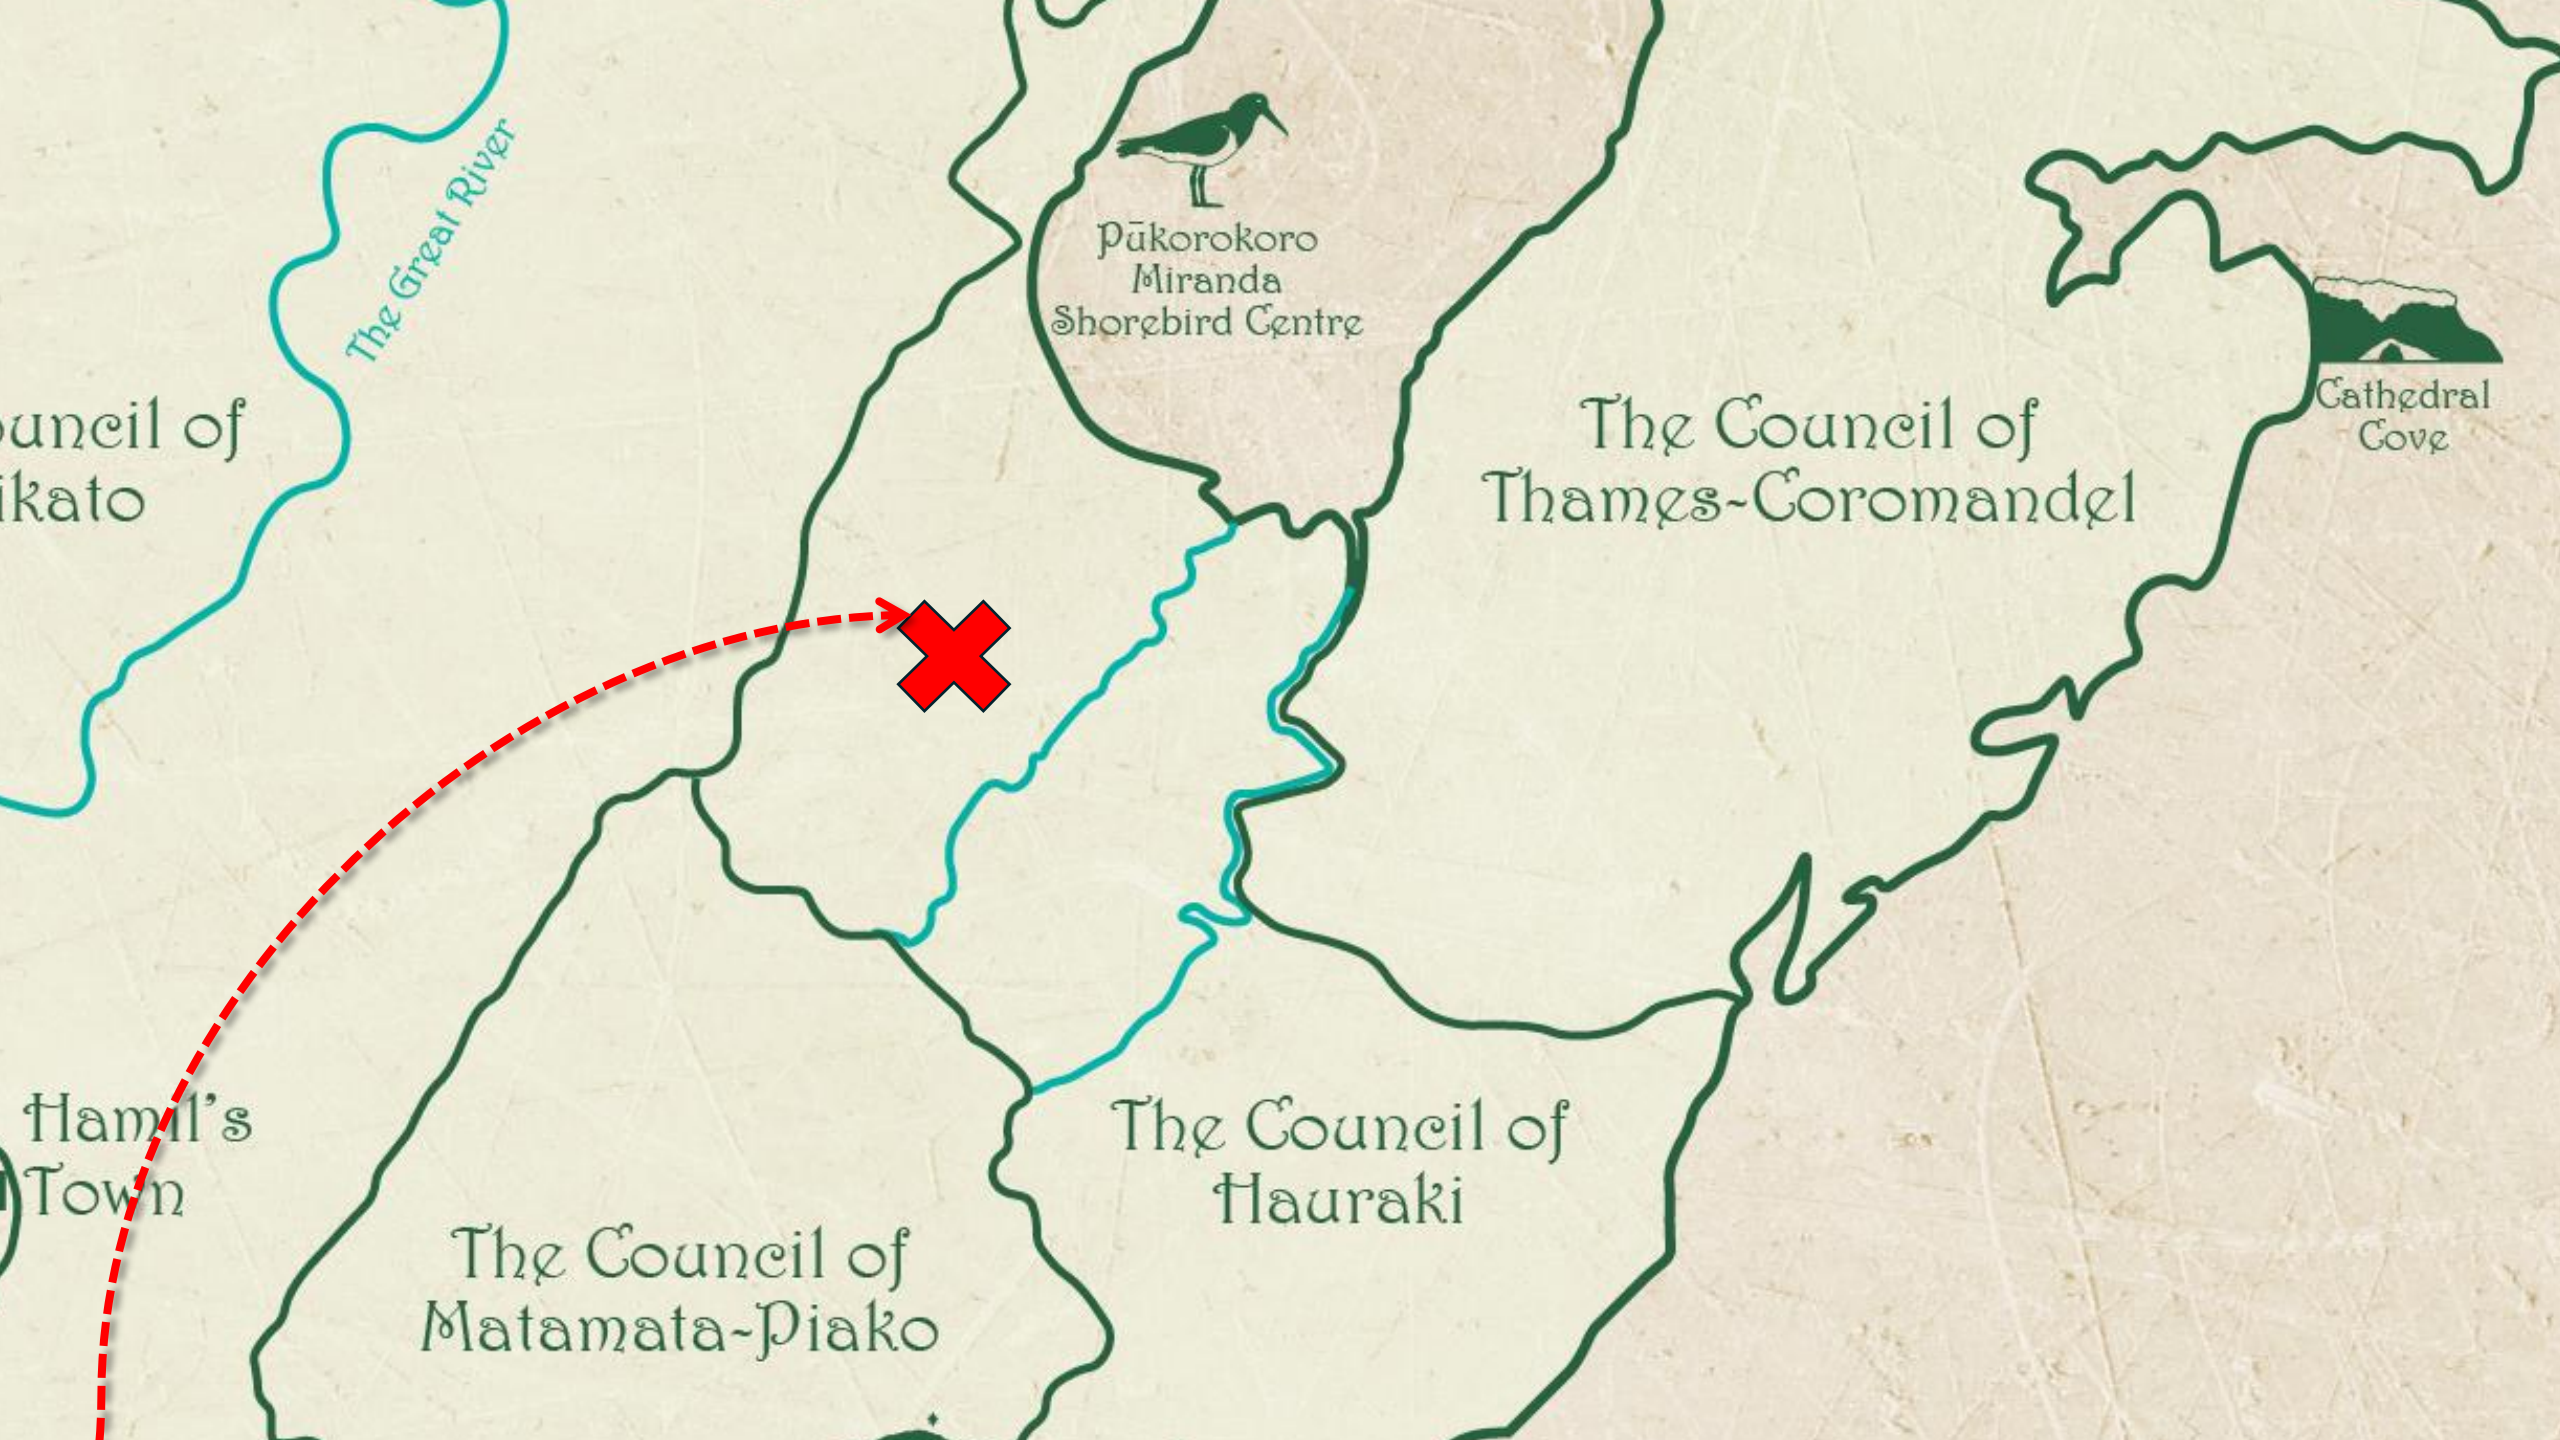 The Great River
Pūkorokoro
Miranda
Shorebird Centre
Cathedral
Cove
ouncil of
ikato
The Council of
Thames-Coromandel
Hamil's
Town
The Council of
Hauraki
The Council of
Matamata-Piako